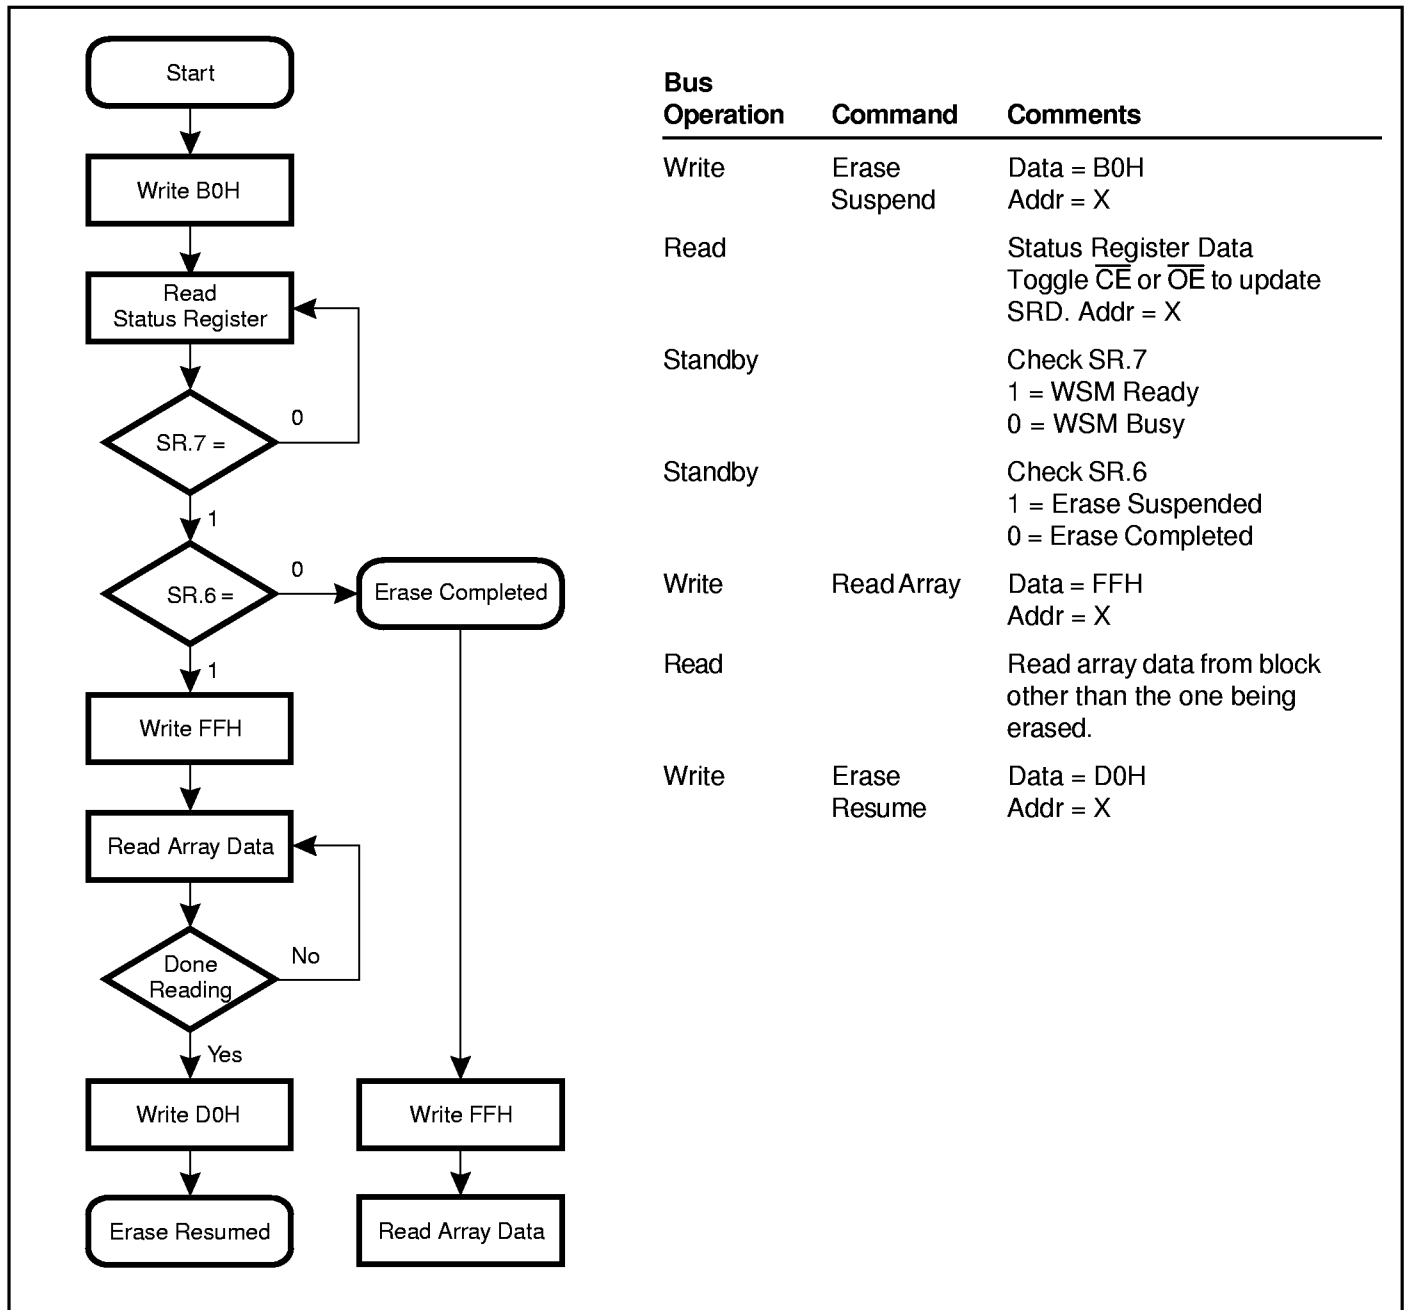 Start
Write B0H
Read
Status Register
SR.7 =
0
1
SR.6 =
0
Erase Completed
1
Write FFH
Read Array Data
Done
Reading
No
Yes
Write D0H
Write FFH
Erase Resumed
Read Array Data
Bus
Operation Command Comments
Write Erase Data = B0H
Suspend Addr = X
Read Status Register Data
Toggle C̅E̅ or O̅E̅ to update
SRD. Addr = X
Standby Check SR.7
1 = WSM Ready
0 = WSM Busy
Standby Check SR.6
1 = Erase Suspended
0 = Erase Completed
Write Read Array Data = FFH
Addr = X
Read Read array data from block
other than the one being
erased.
Write Erase Data = D0H
Resume Addr = X